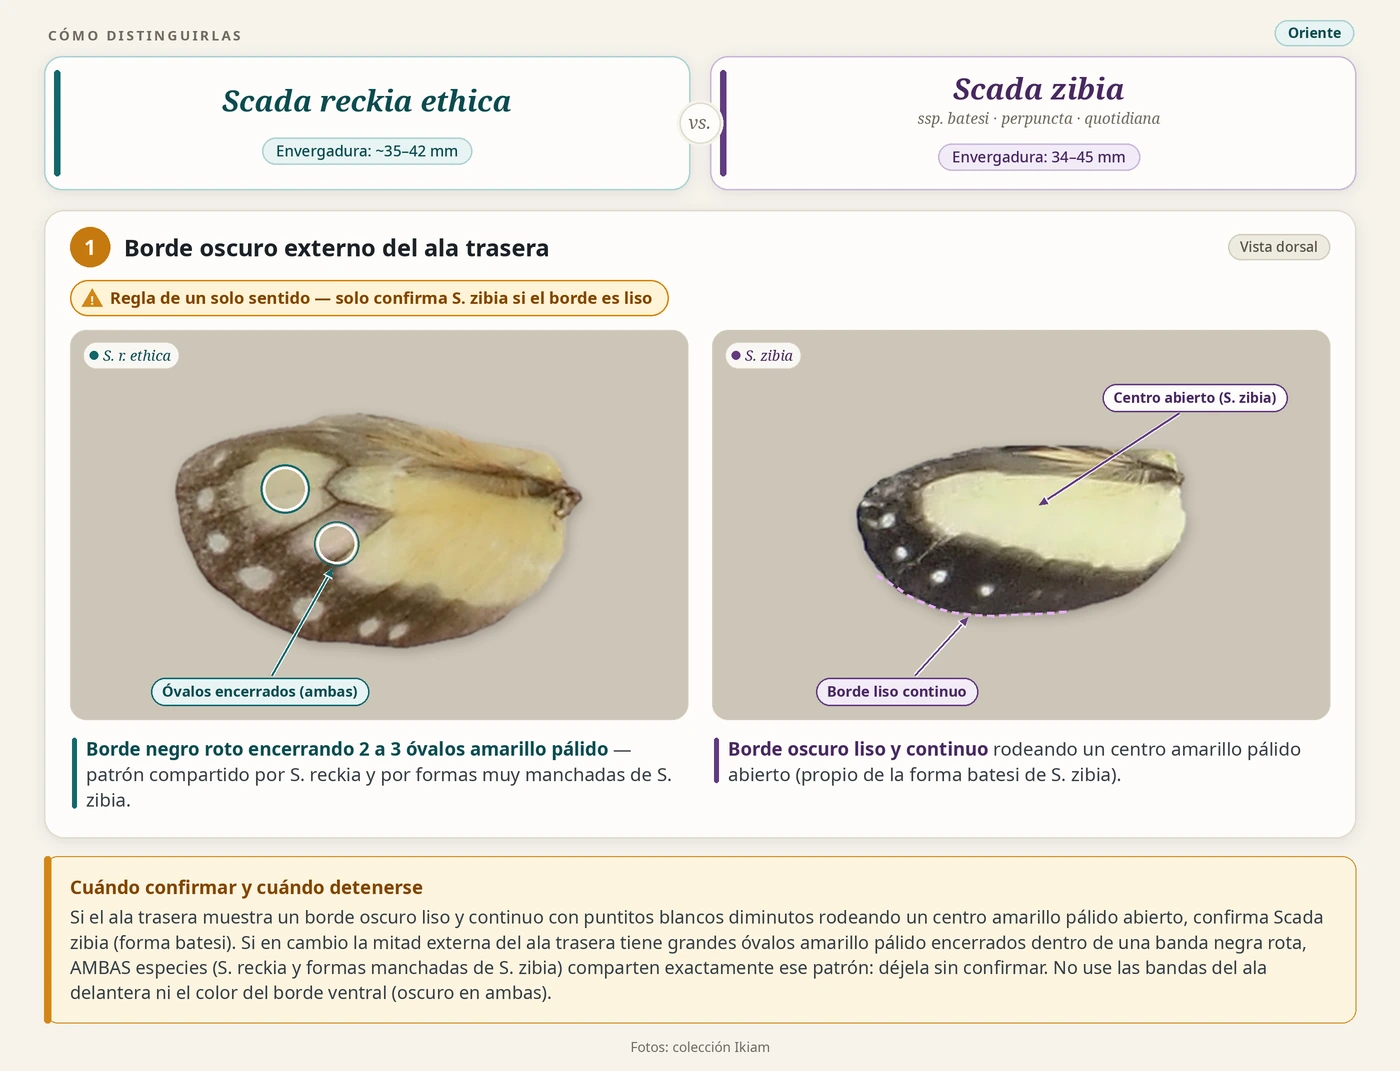 CÓMO DISTINGUIRLAS
Oriente
Scada reckia ethica
Envergadura: ~35–42 mm
vs.
Scada zibia
ssp. batesi · perpuncta · quotidiana
Envergadura: 34–45 mm
1 Borde oscuro externo del ala trasera
Vista dorsal
Regla de un solo sentido — solo confirma S. zibia si el borde es liso
S. r. ethica
Óvalos encerrados (ambas)
S. zibia
Centro abierto (S. zibia)
Borde liso continuo
Borde negro roto encerrando 2 a 3 óvalos amarillo pálido —
patrón compartido por S. reckia y por formas muy manchadas de S.
zibia.
Borde oscuro liso y continuo rodeando un centro amarillo pálido
abierto (propio de la forma batesi de S. zibia).
Cuándo confirmar y cuándo detenerse
Si el ala trasera muestra un borde oscuro liso y continuo con puntitos blancos diminutos rodeando un centro amarillo pálido abierto, confirma Scada
zibia (forma batesi). Si en cambio la mitad externa del ala trasera tiene grandes óvalos amarillo pálido encerrados dentro de una banda negra rota,
AMBAS especies (S. reckia y formas manchadas de S. zibia) comparten exactamente ese patrón: déjela sin confirmar. No use las bandas del ala
delantera ni el color del borde ventral (oscuro en ambas).
Fotos: colección Ikiam